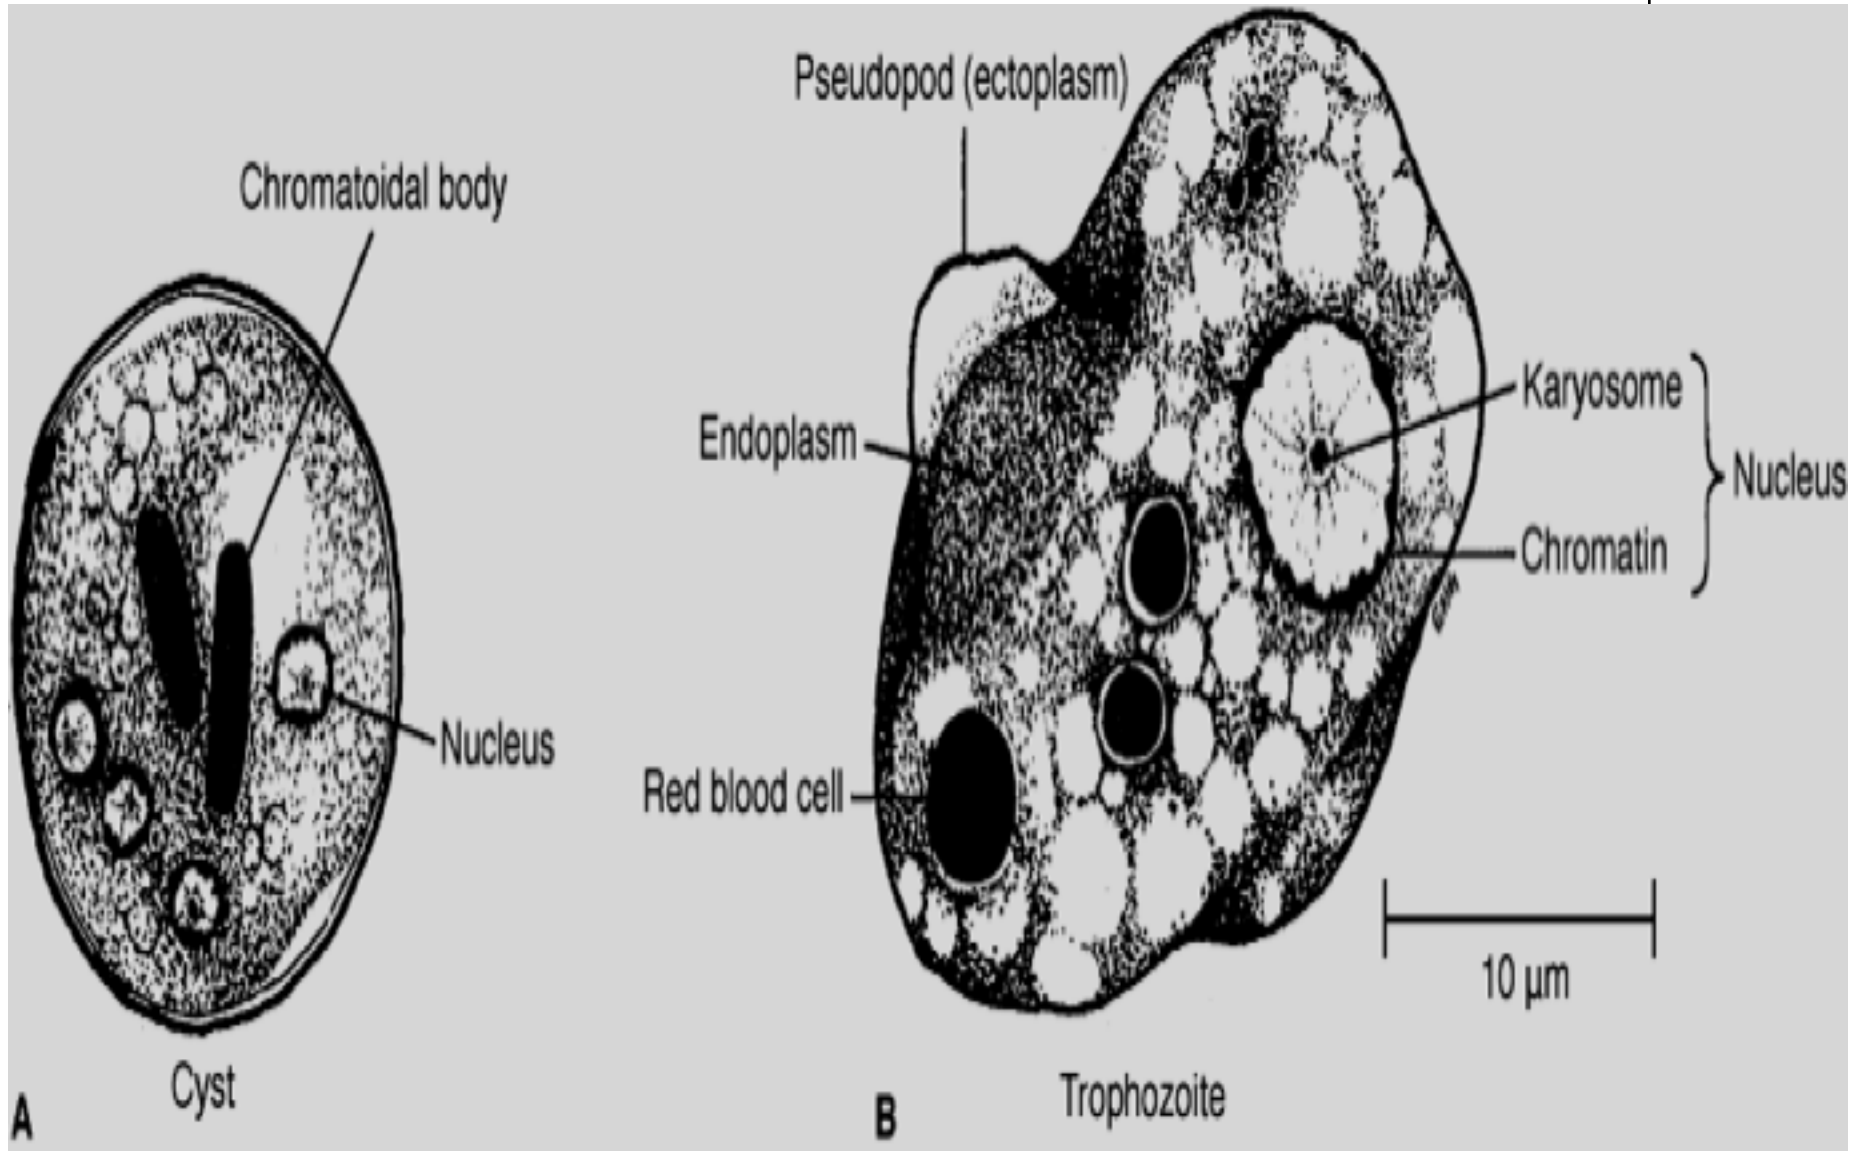 Pseudopod (ectoplasm)
Chromatoidal body
Karyosome
Endoplasm
Nucleus
Chromatin
Nucleus
Red blood cell
10 µm
Cyst
Trophozoite
A
B